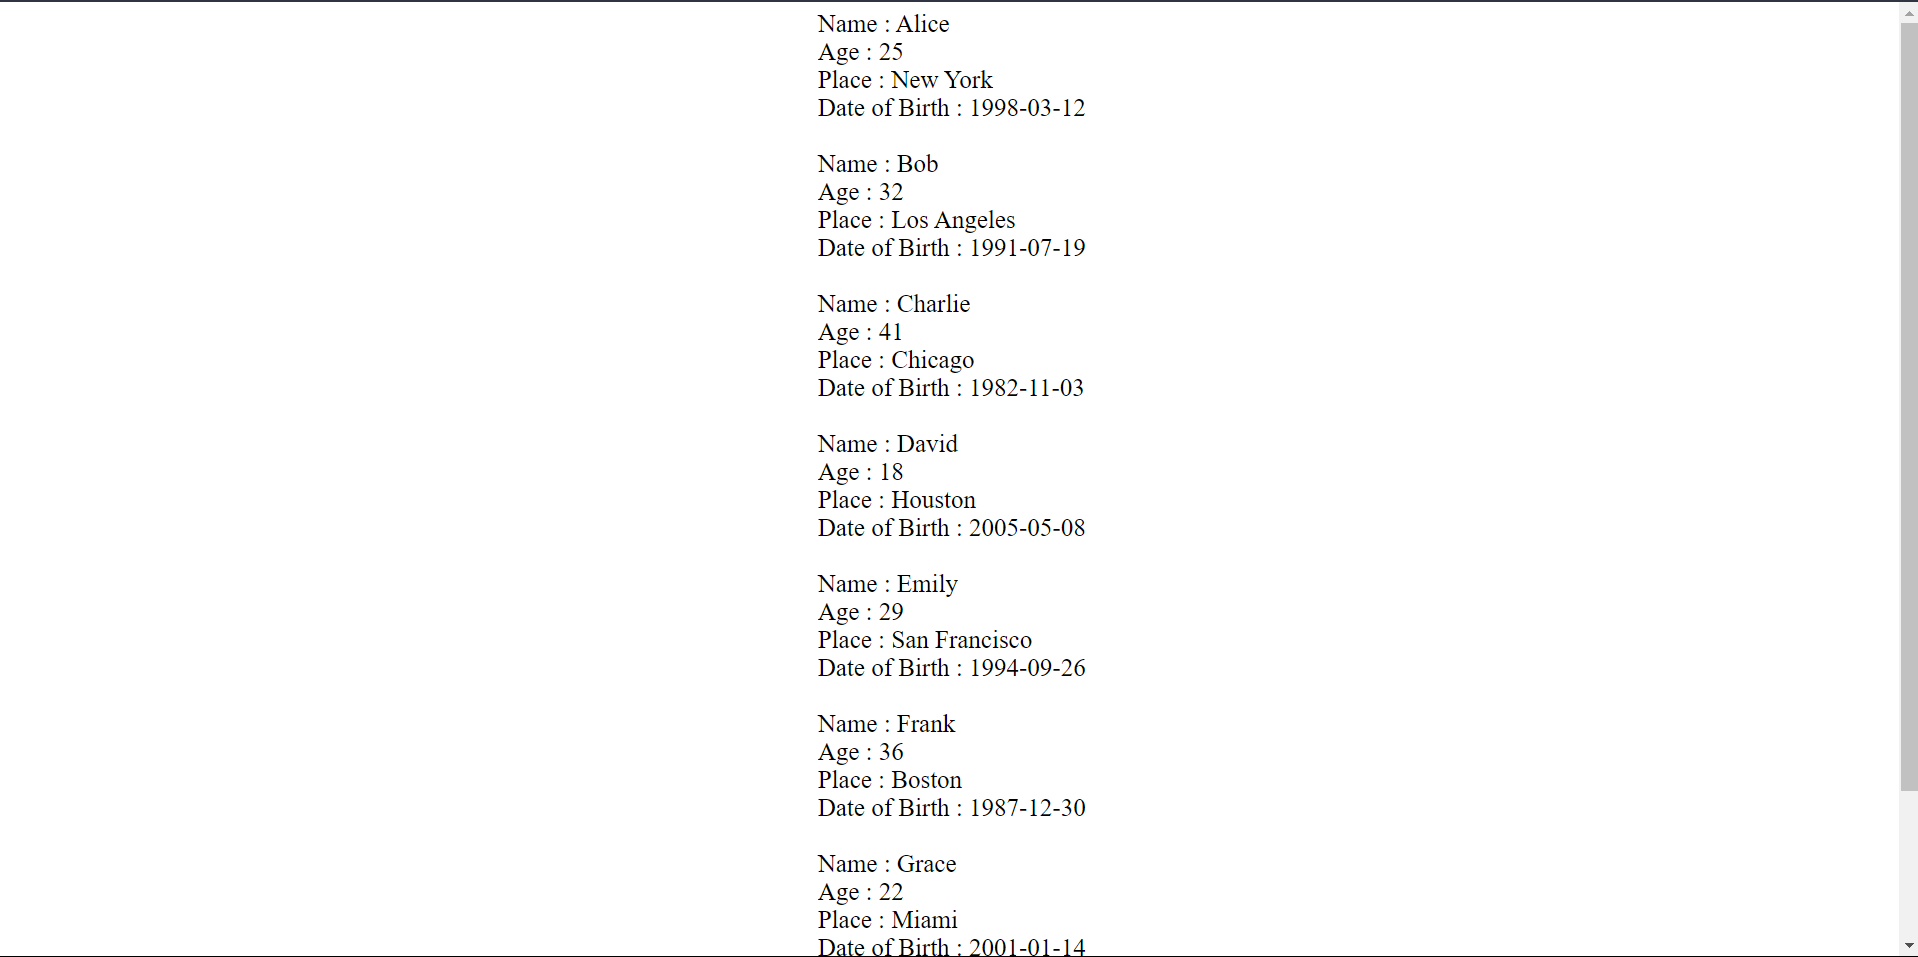 Name : Alice
Age : 25
Place : New York
Date of Birth : 1998-03-12
Name : Bob
Age : 32
Place : Los Angeles
Date of Birth : 1991-07-19
Name : Charlie
Age : 41
Place : Chicago
Date of Birth : 1982-11-03
Name : David
Age : 18
Place : Houston
Date of Birth : 2005-05-08
Name : Emily
Age : 29
Place : San Francisco
Date of Birth : 1994-09-26
Name : Frank
Age : 36
Place : Boston
Date of Birth : 1987-12-30
Name : Grace
Age : 22
Place : Miami
Date of Birth : 2001-01-14